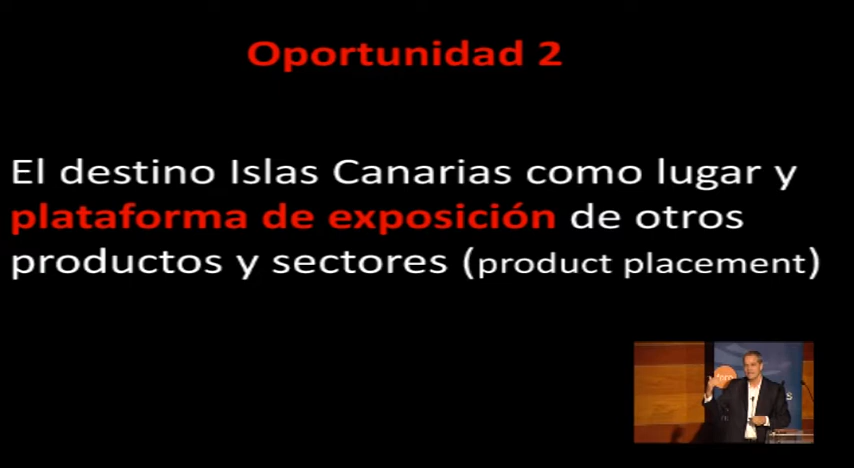 Oportunidad 2
El destino Islas Canarias como lugar y
plataforma de exposición de otros
productos y sectores (product placement)